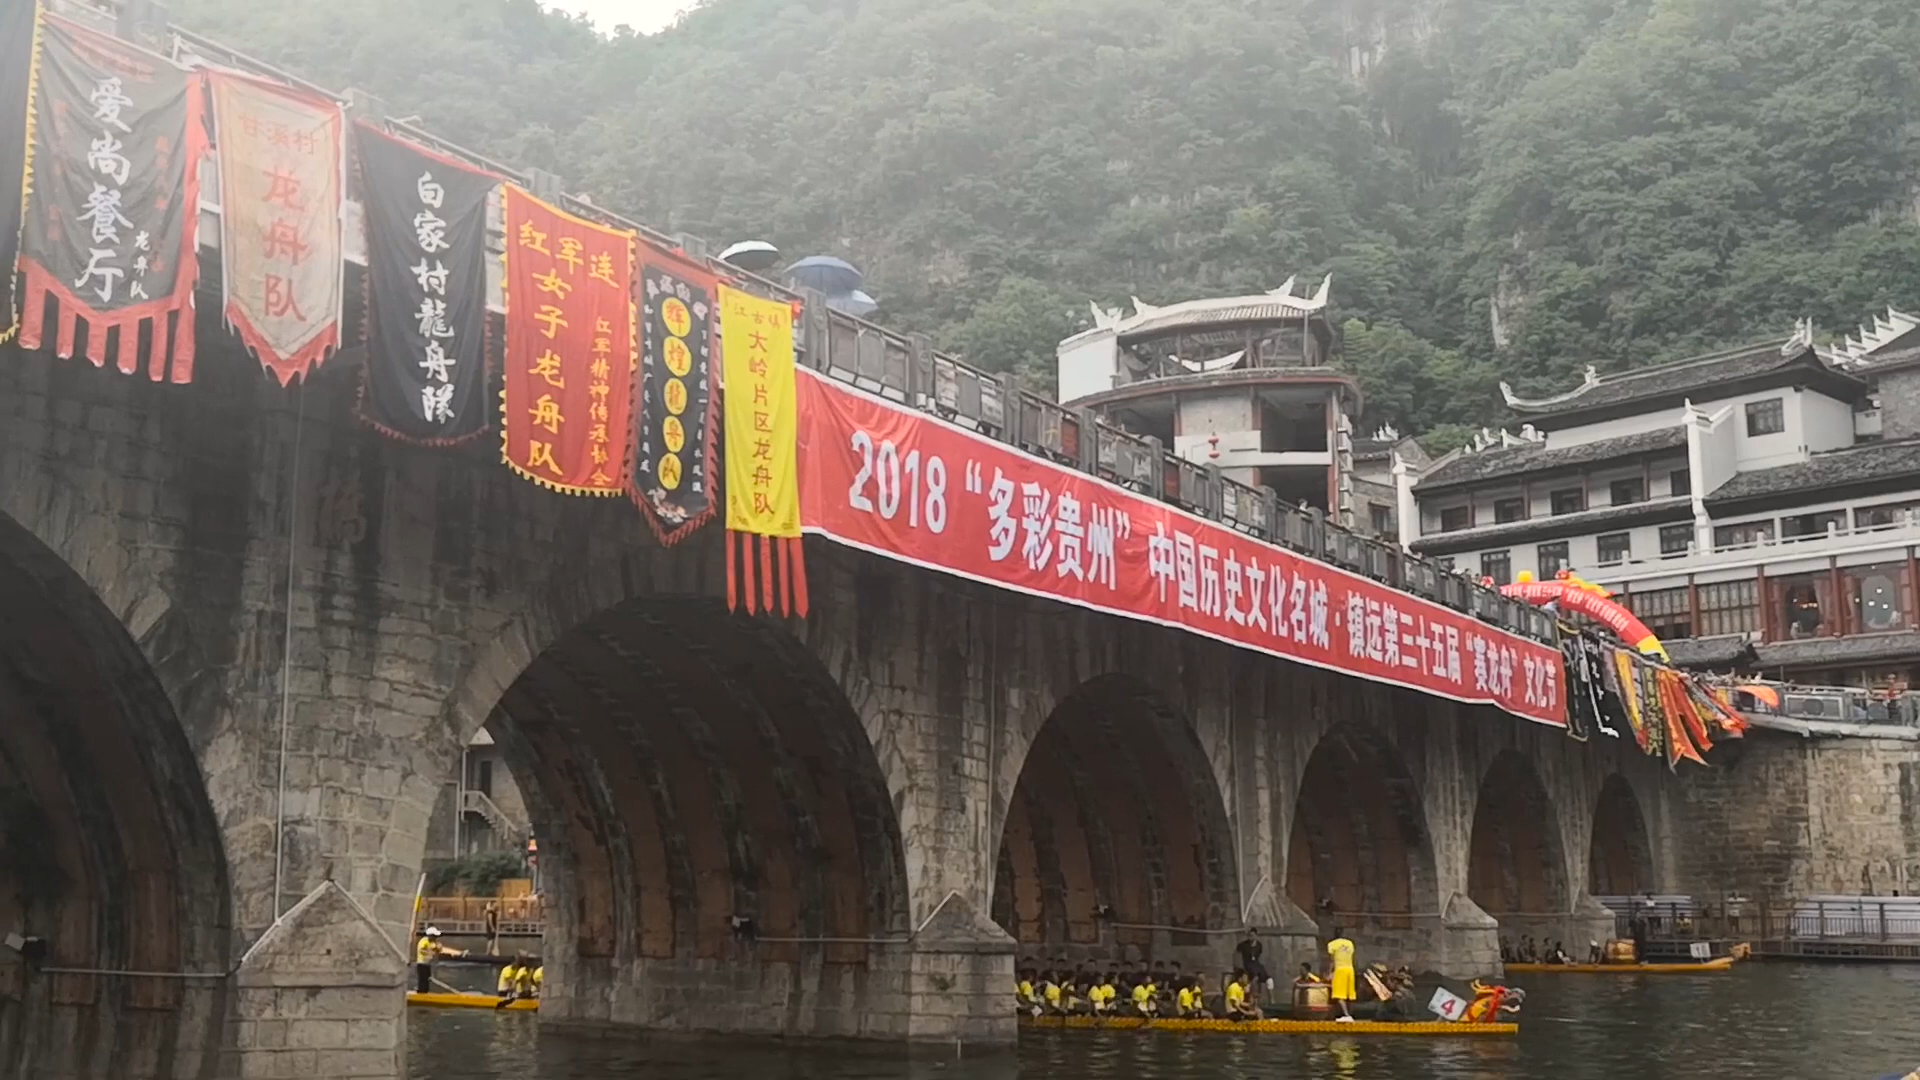 爱尚餐厅
龙舟队
甘溪村
龙舟队
白家村龍舟隊
红军连
女子龙舟队
红军精神传承协会
辉煌龍舟队
江古镇
大岭片区龙舟队
2018“多彩贵州”中国历史文化名城·镇远第三十五届“赛龙舟”文化节
4